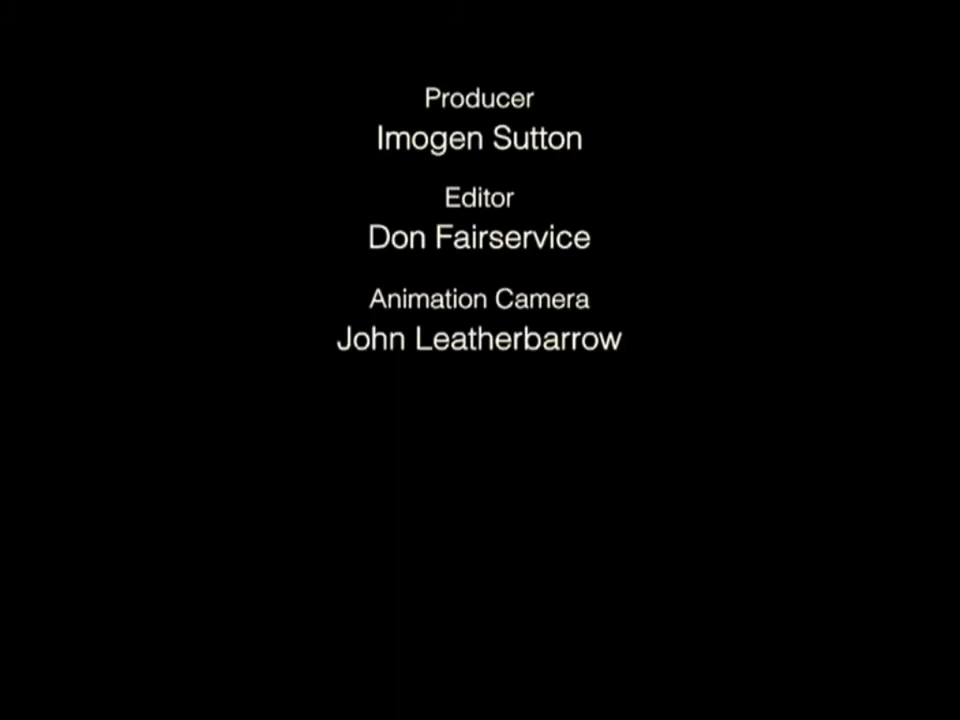 Producer
Imogen Sutton
Editor
Don Fairservice
Animation Camera
John Leatherbarrow